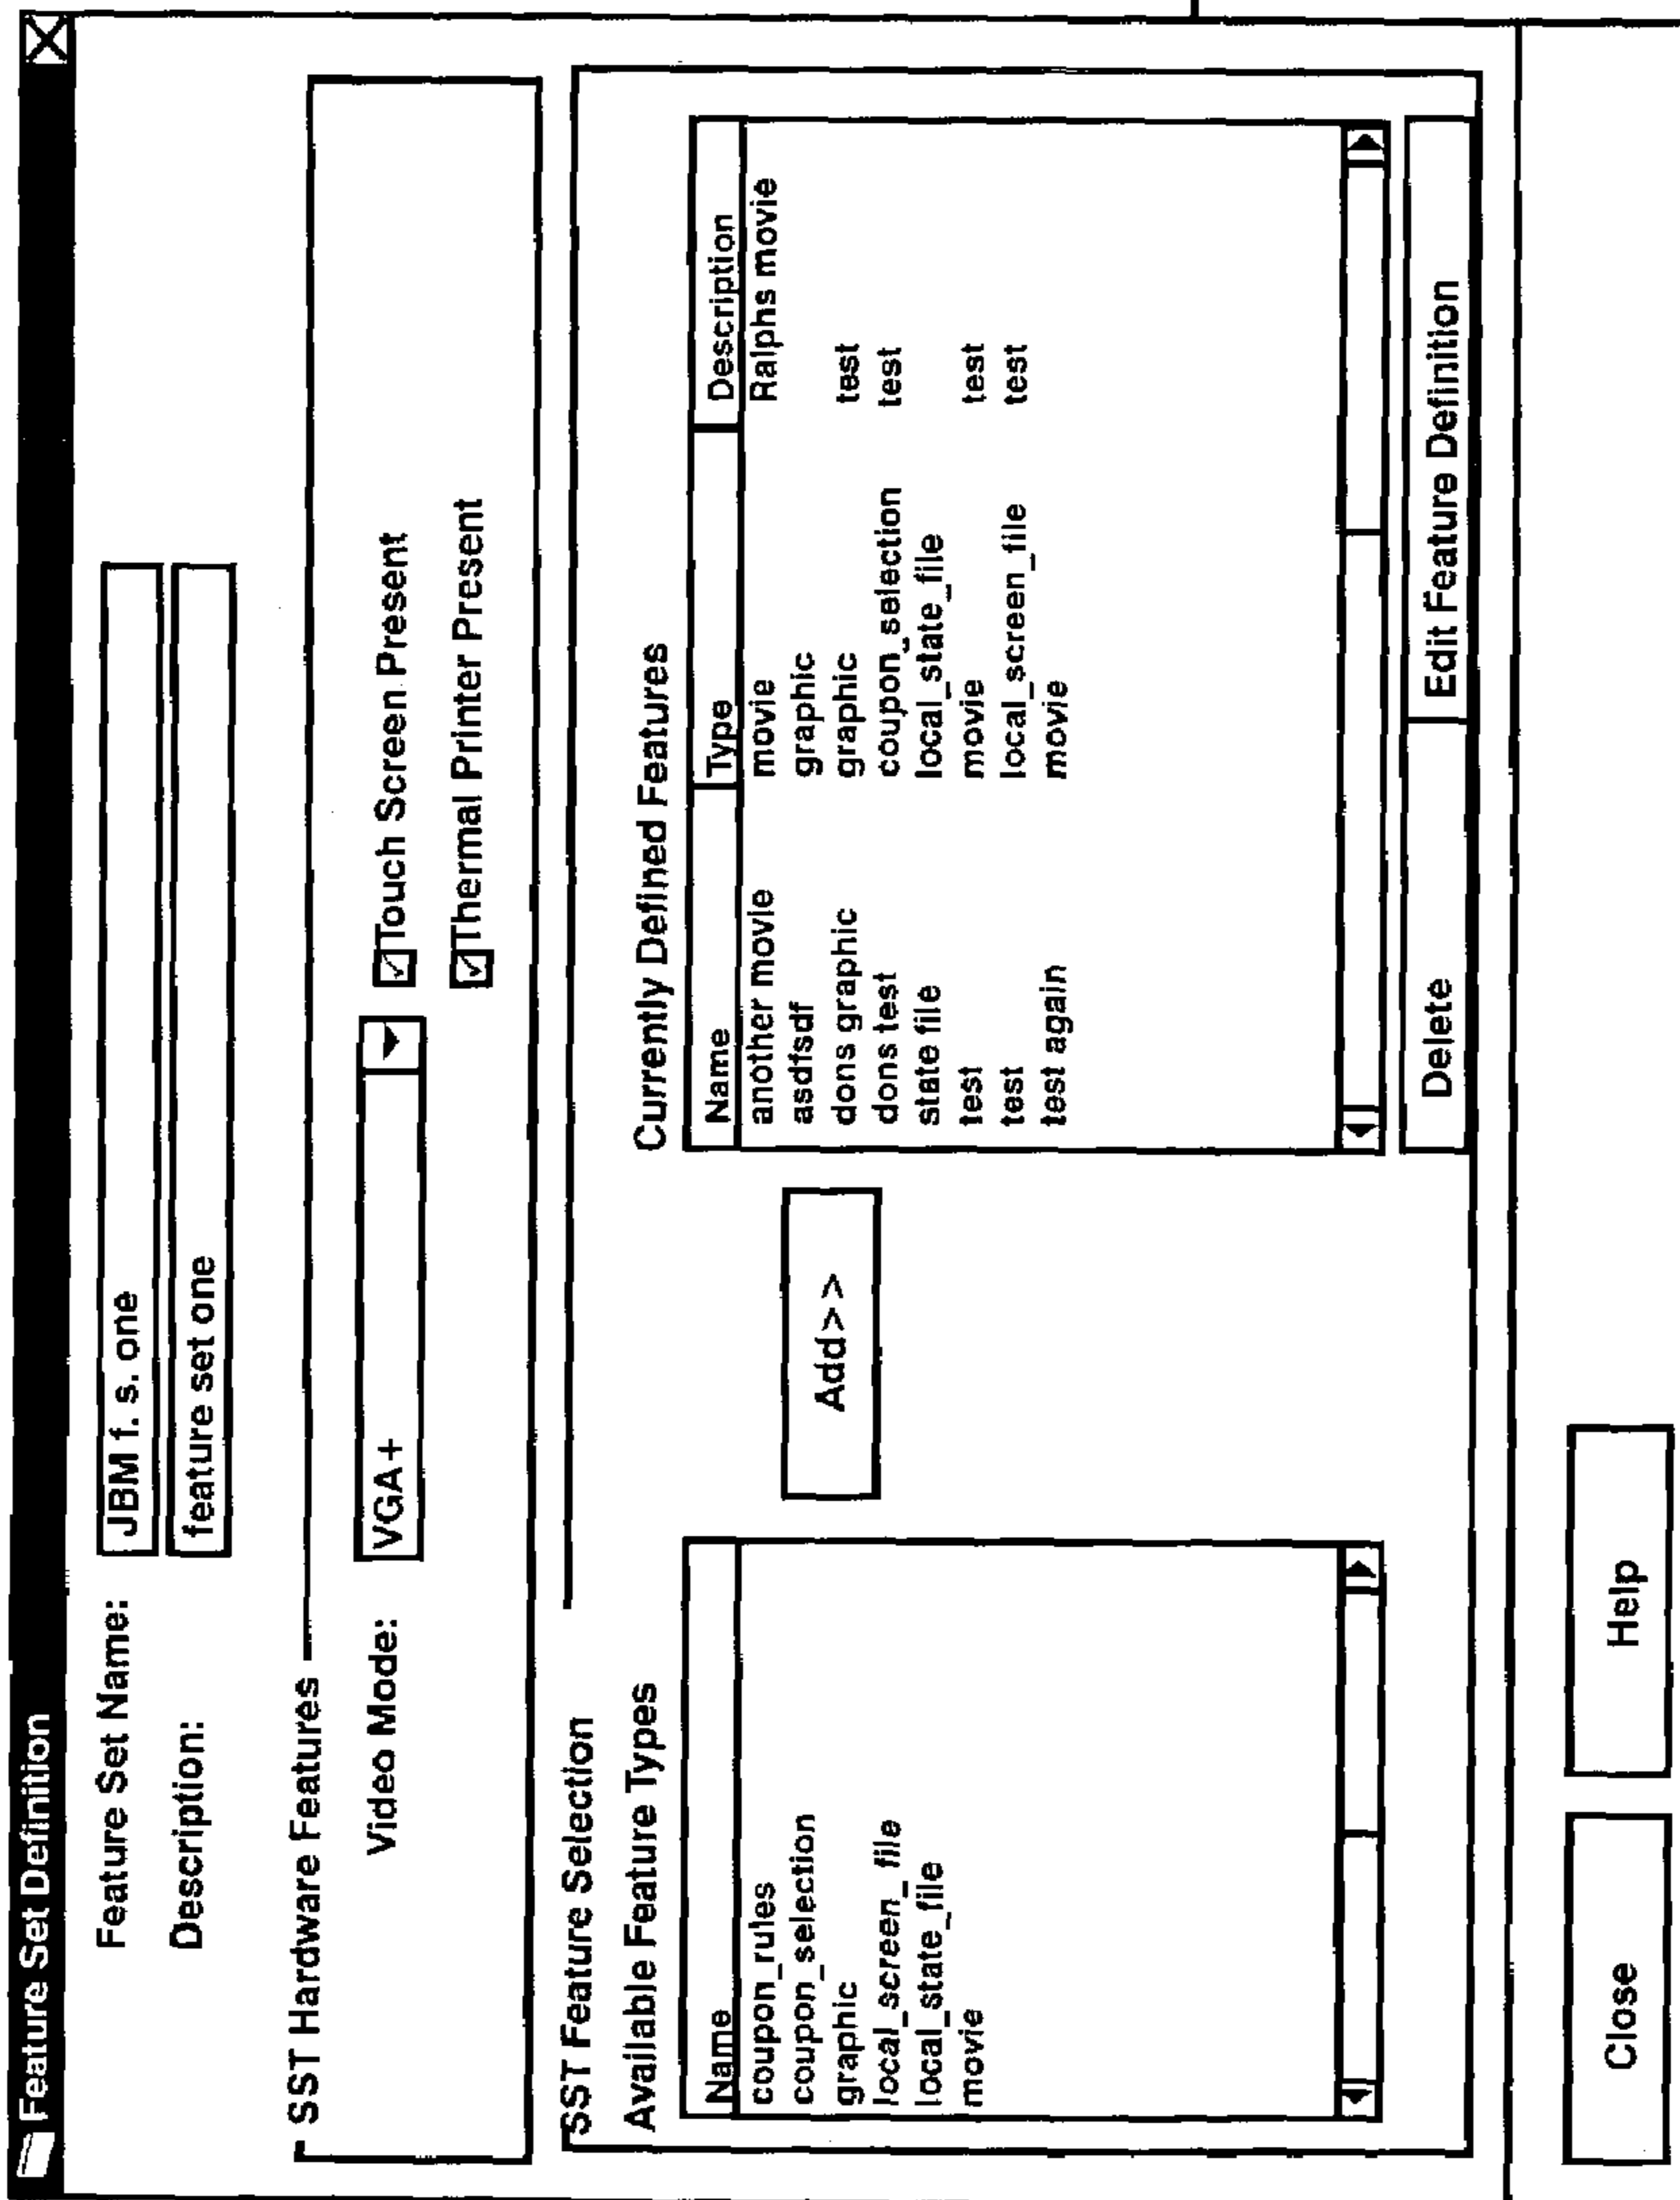 Feature Set Definition
Feature Set Name: JBM f. s. one
Description: feature set one
SST Hardware Features
Video Mode: VGA+
Touch Screen Present
Thermal Printer Present
SST Feature Selection
Available Feature Types
Name
coupon_rules
coupon_selection
graphic
local_screen_file
local_state_file
movie
Add>>
Currently Defined Features
Name Type Description
another movie movie Ralphs movie
asdfsdf graphic
dons graphic graphic test
dons test coupon_selection test
state file local_state_file
test movie test
test local_screen_file test
test again movie
Delete Edit Feature Definition
Close Help